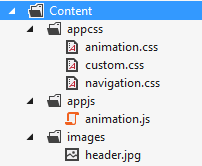 Content
appcss
animation.css
custom.css
navigation.css
appjs
animation.js
images
header.jpg